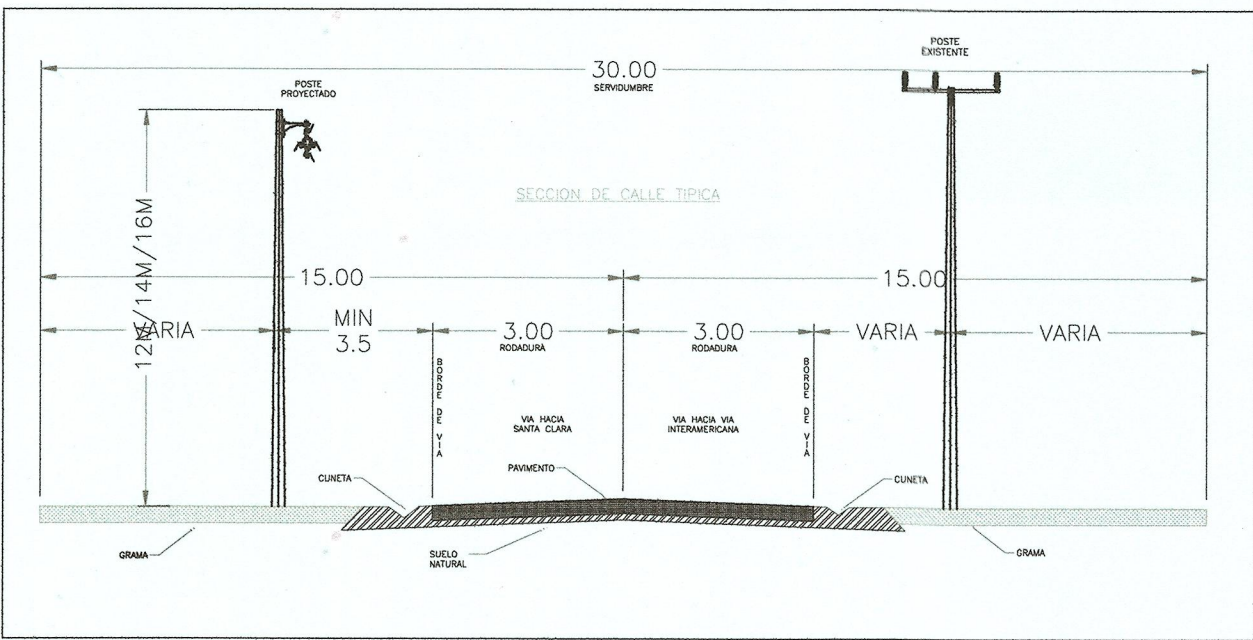 POSTE
EXISTENTE
30.00
SERVIDUMBRE
POSTE
PROYECTADO
SECCION DE CALLE TIPICA
12M/14M/16M
15.00
15.00
VARIA
MIN
3.5
3.00
RODADURA
3.00
RODADURA
VARIA
VARIA
BORDE DE VIA
VIA HACIA
SANTA CLARA
VIA HACIA VIA
INTERAMERICANA
BORDE DE VIA
PAVIMENTO
CUNETA
CUNETA
GRAMA
SUELO
NATURAL
GRAMA